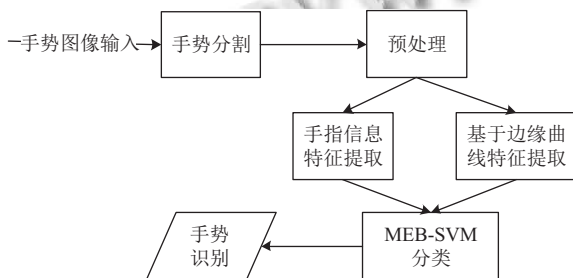 手势图像输入
手势分割
预处理
手指信息
特征提取
基于边缘曲
线特征提取
MEB-SVM
分类
手势
识别